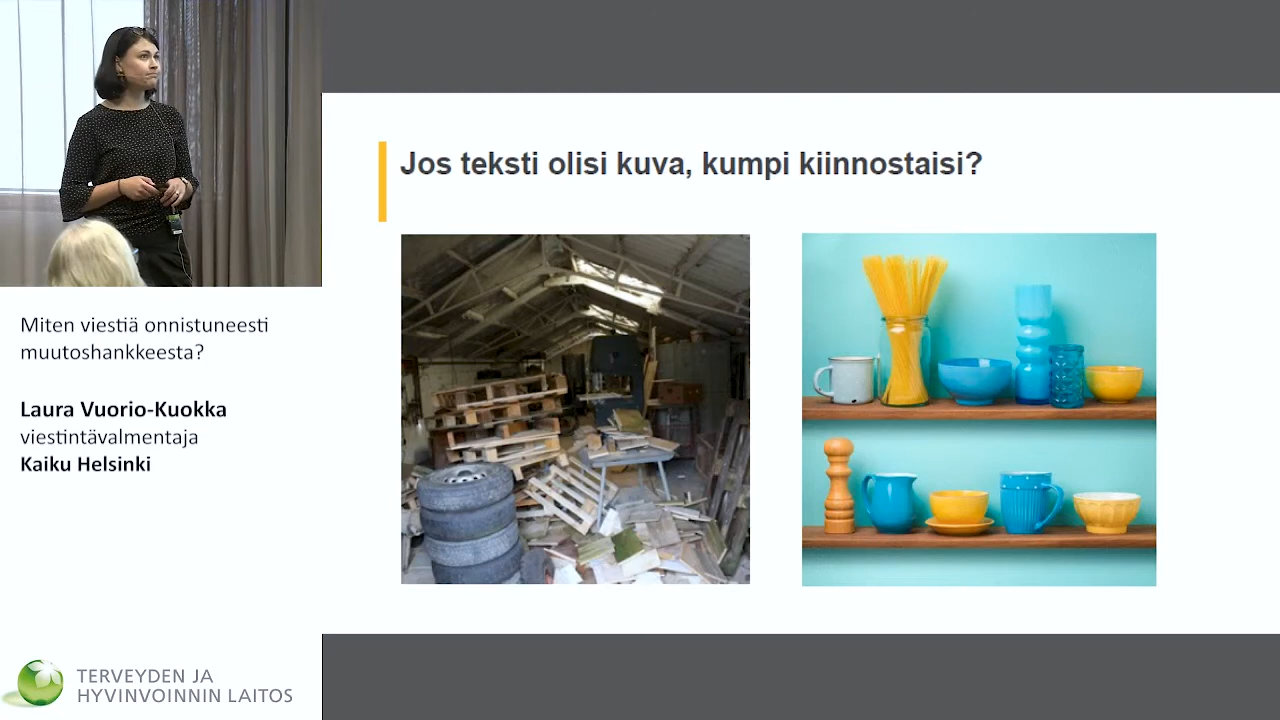 Jos teksti olisi kuva, kumpi kiinnostaisi?
Miten viestiä onnistuneesti
muutoshankkeesta?
Laura Vuorio-Kuokka
viestintävalmentaja
Kaiku Helsinki
TERVEYDEN JA
HYVINVOINNIN LAITOS